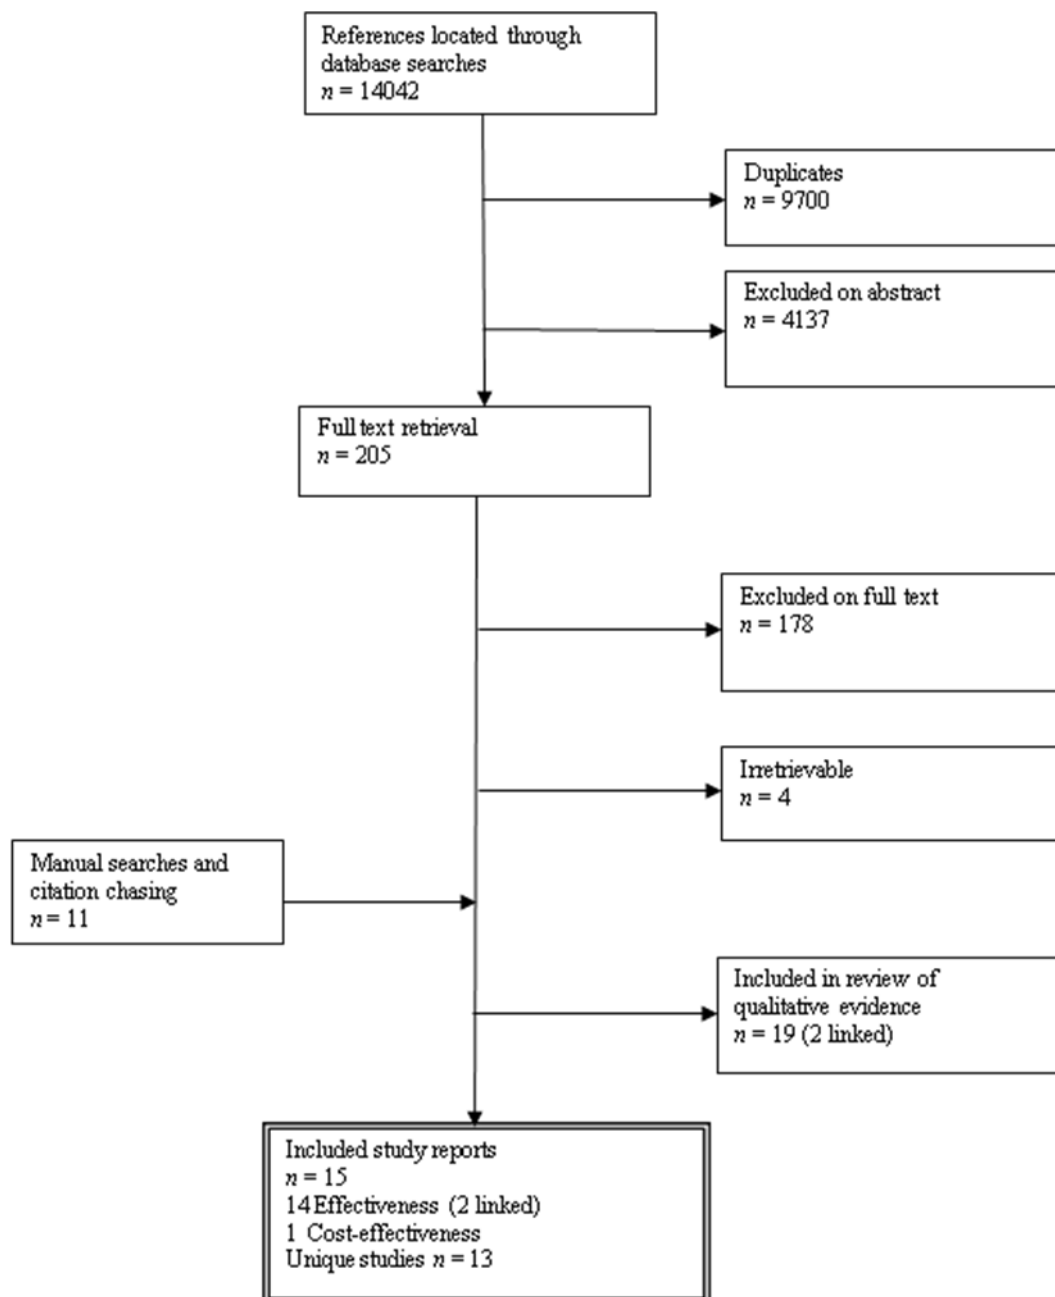 References located through
database searches
n = 14042
Duplicates
n = 9700
Excluded on abstract
n = 4137
Full text retrieval
n = 205
Excluded on full text
n = 178
Irretrievable
n = 4
Manual searches and
citation chasing
n = 11
Included in review of
qualitative evidence
n = 19 (2 linked)
Included study reports
n = 15
14 Effectiveness (2 linked)
1 Cost-effectiveness
Unique studies n = 13